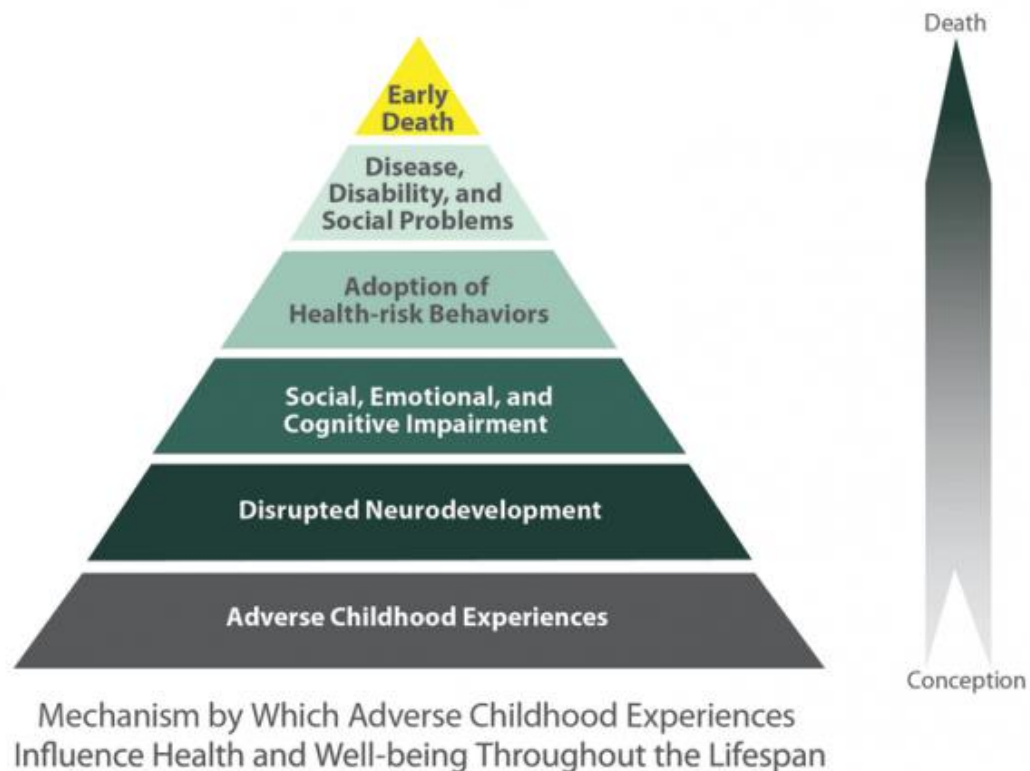 Death
Early
Death
Disease,
Disability, and
Social Problems
Adoption of
Health-risk Behaviors
Social, Emotional, and
Cognitive Impairment
Disrupted Neurodevelopment
Adverse Childhood Experiences
Conception
Mechanism by Which Adverse Childhood Experiences
Influence Health and Well-being Throughout the Lifespan